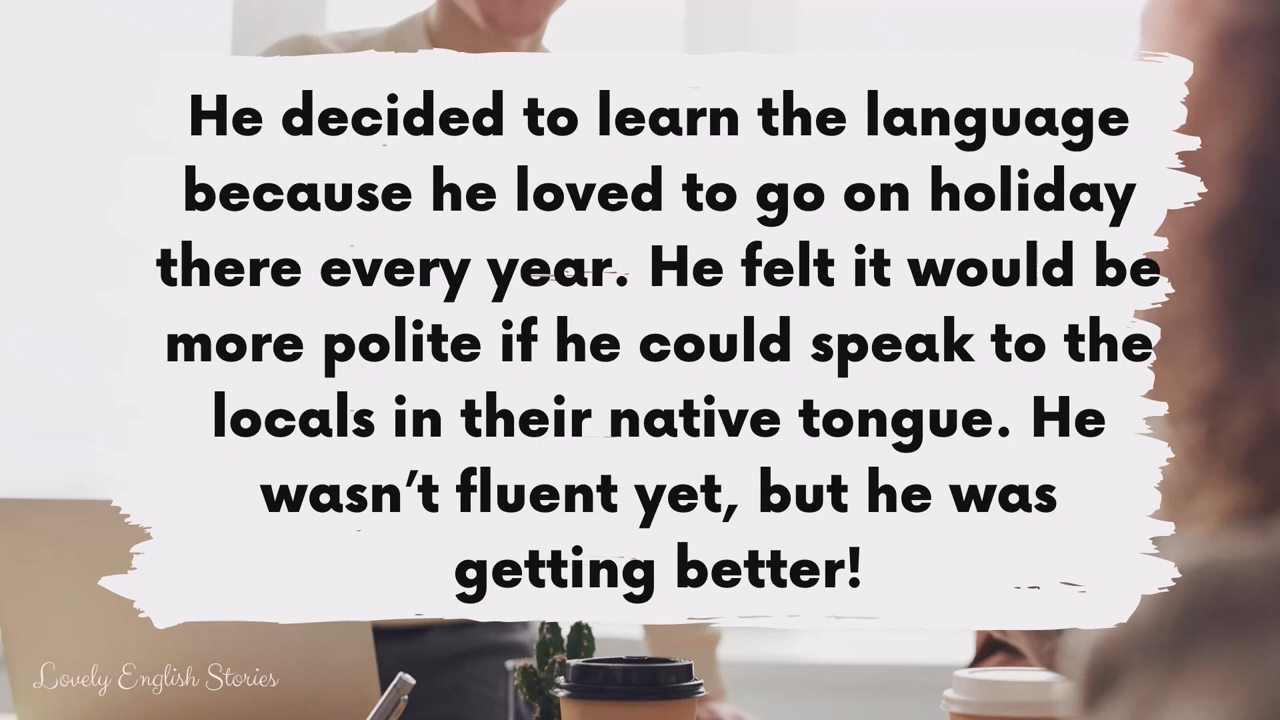 He decided to learn the language
because he loved to go on holiday
there every year. He felt it would be
more polite if he could speak to the
locals in their native tongue. He
wasn’t fluent yet, but he was
getting better!
Lovely English Stories